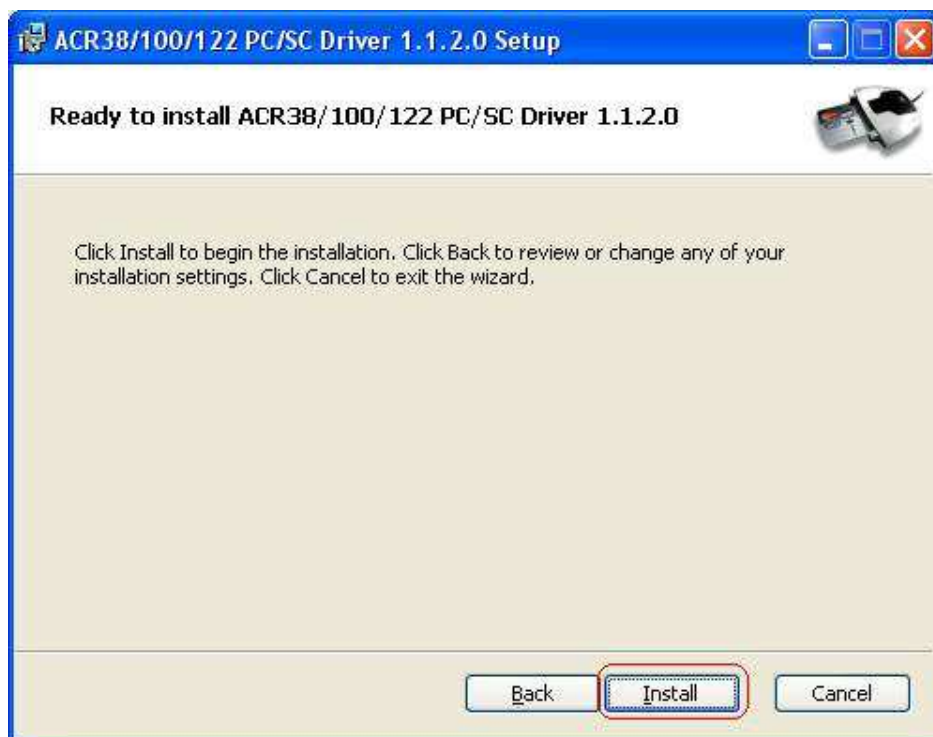 ACR38/100/122 PC/SC Driver 1.1.2.0 Setup
Ready to install ACR38/100/122 PC/SC Driver 1.1.2.0
Click Install to begin the installation. Click Back to review or change any of your
installation settings. Click Cancel to exit the wizard.
Back Install Cancel